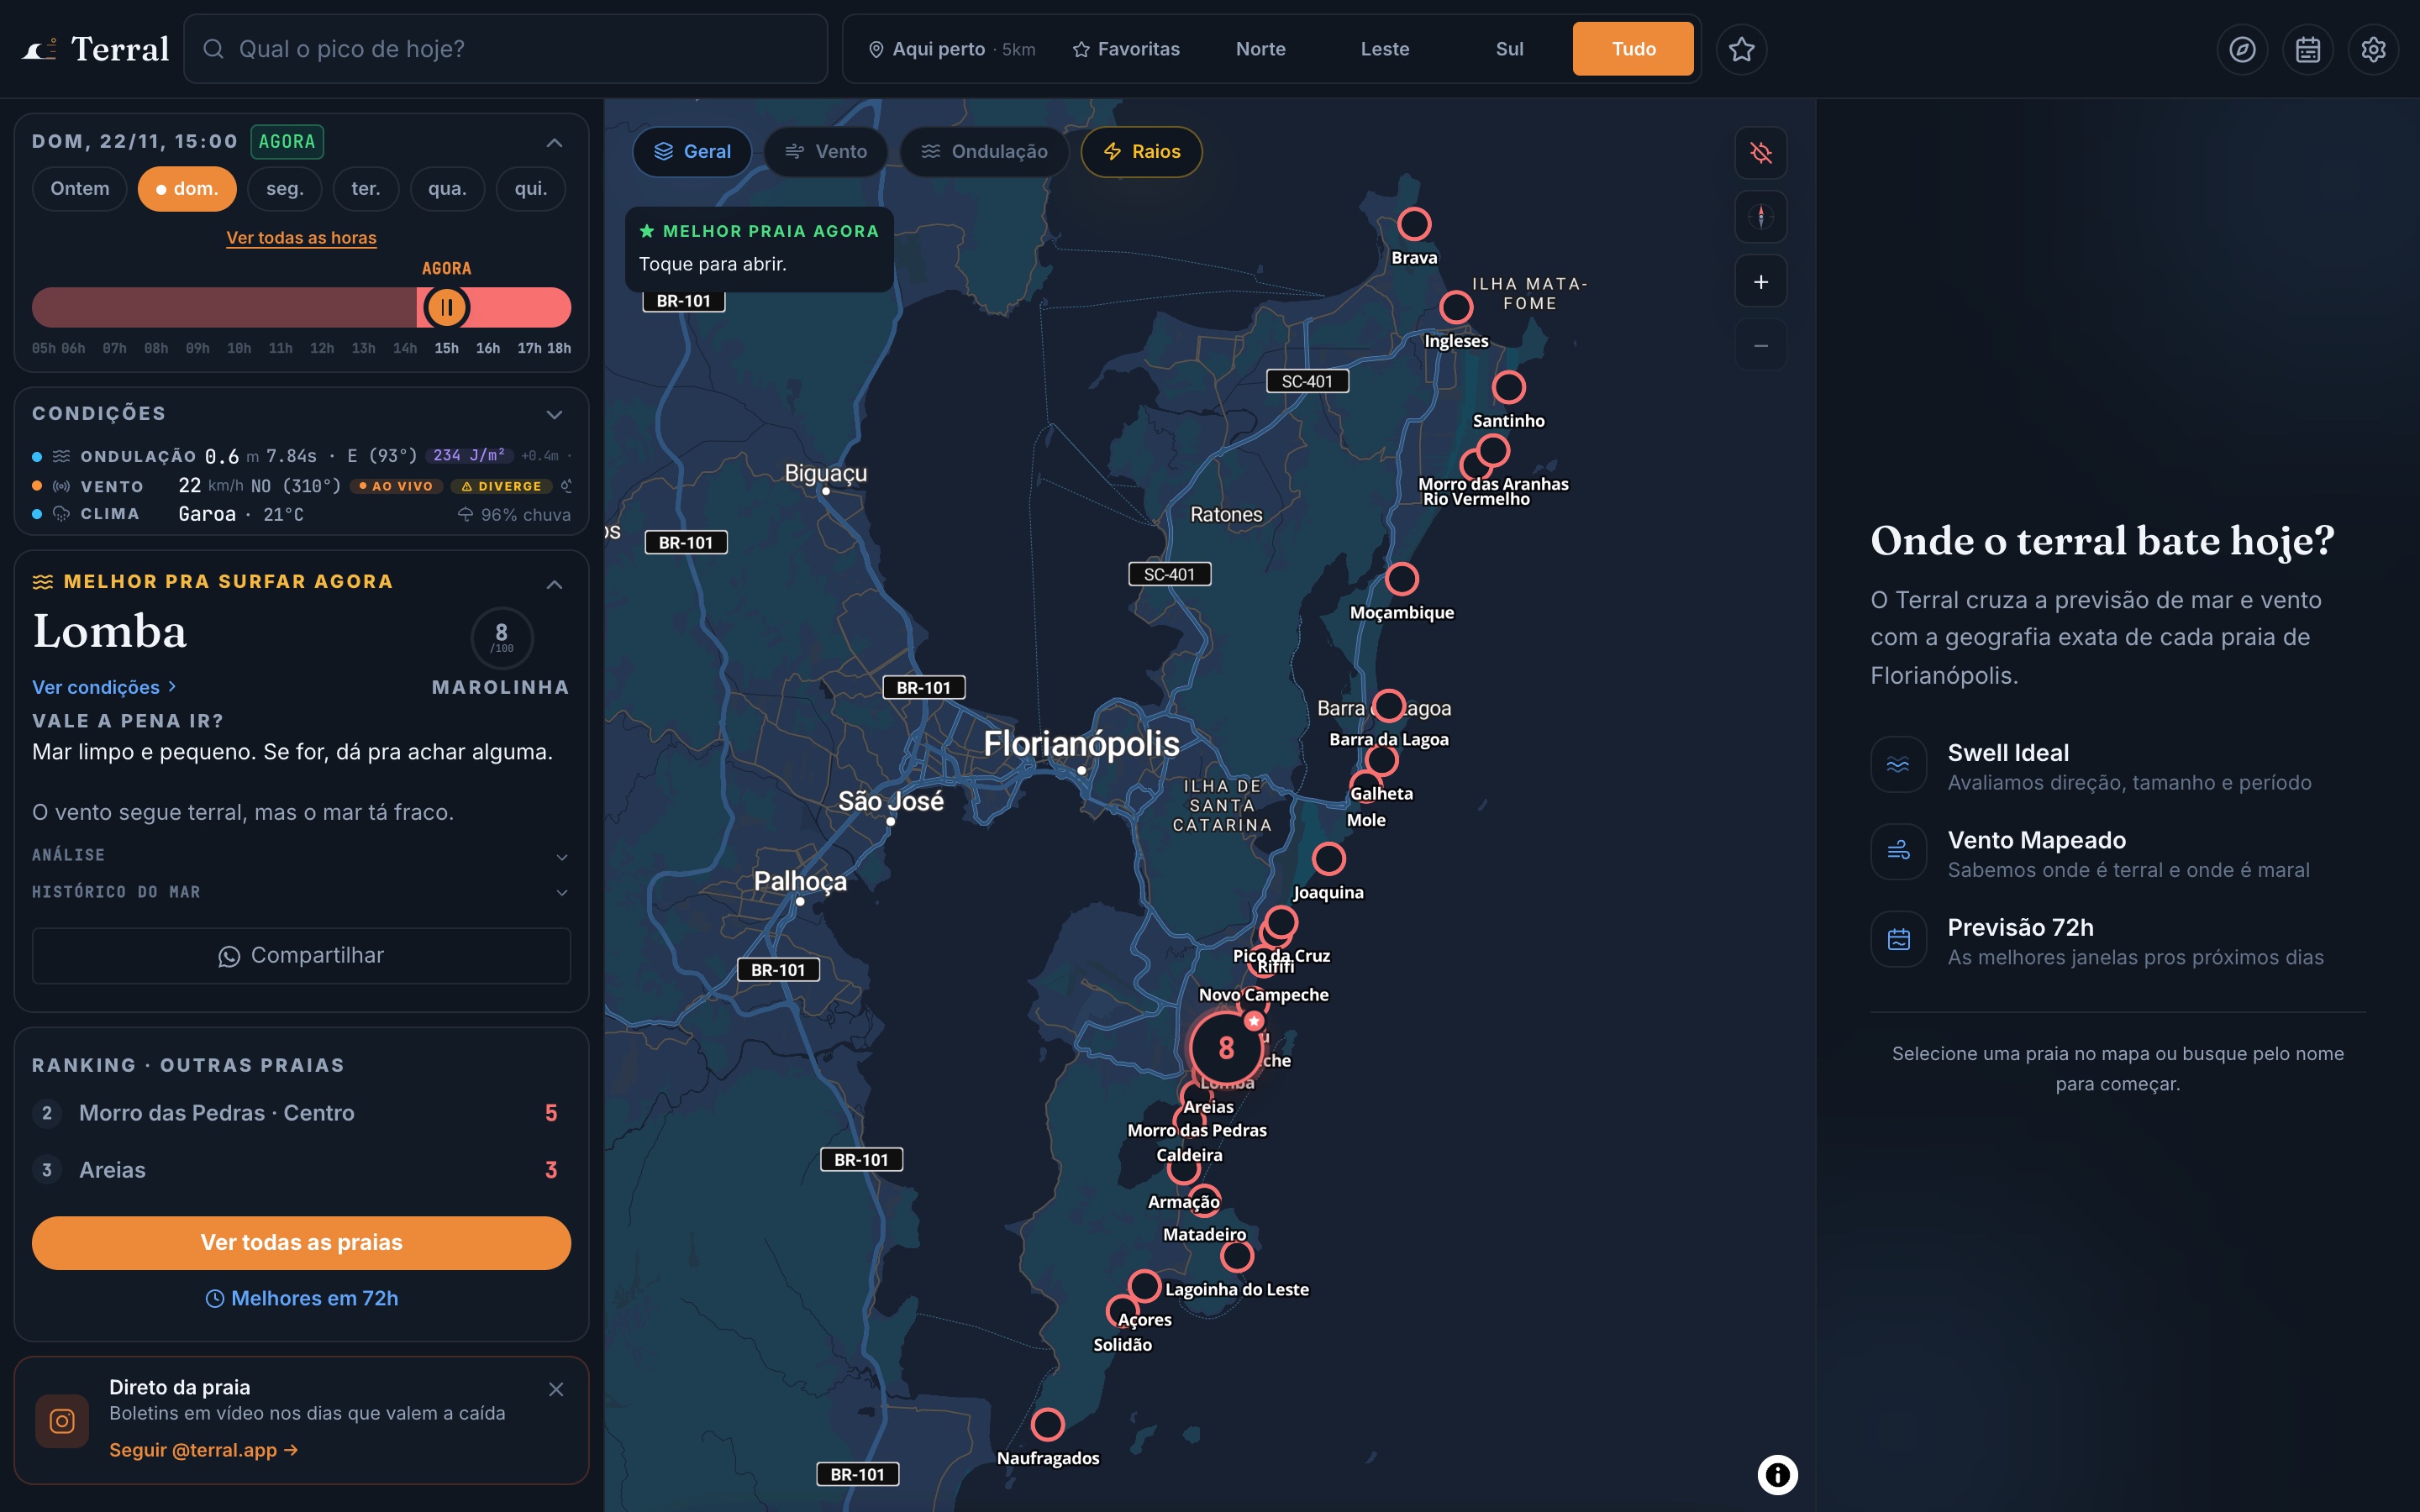 Terral
Qual o pico de hoje?
Aqui perto · 5km
Favoritas
Norte
Leste
Sul
Tudo
DOM, 22/11, 15:00 AGORA
Ontem
dom.
seg.
ter.
qua.
qui.
Ver todas as horas
AGORA
05h 06h 07h 08h 09h 10h 11h 12h 13h 14h 15h 16h 17h 18h
CONDIÇÕES
ONDULAÇÃO 0.6 m 7.84s · E (93°) 234 J/m² +0.4m ·
VENTO 22 km/h NO (310°) AO VIVO DIVERGE
CLIMA Garoa · 21°C 96% chuva
MELHOR PRA SURFAR AGORA
Lomba
8
/100
Ver condições
MAROLINHA
VALE A PENA IR?
Mar limpo e pequeno. Se for, dá pra achar alguma.
O vento segue terral, mas o mar tá fraco.
ANÁLISE
HISTÓRICO DO MAR
Compartilhar
RANKING · OUTRAS PRAIAS
2 Morro das Pedras · Centro 5
3 Areias 3
Ver todas as praias
Melhores em 72h
Direto da praia
Boletins em vídeo nos dias que valem a caída
Seguir @terral.app →
Geral
Vento
Ondulação
Raios
MELHOR PRAIA AGORA
Toque para abrir.
BR-101
Brava
ILHA MATA-
FOME
Ingleses
SC-401
Santinho
Biguaçu
Morro das Aranhas
Rio Vermelho
Ratones
os
BR-101
SC-401
Moçambique
BR-101
Barra da Lagoa
Barra da Lagoa
Florianópolis
ILHA DE
SANTA
CATARINA
Galheta
São José
Mole
Palhoça
Joaquina
Pico da Cruz
Rififi
BR-101
Novo Campeche
8
che
Lomba
Areias
Morro das Pedras
Caldeira
BR-101
Armação
Matadeiro
Lagoinha do Leste
Açores
Solidão
Naufragados
BR-101
Onde o terral bate hoje?
O Terral cruza a previsão de mar e vento
com a geografia exata de cada praia de
Florianópolis.
Swell Ideal
Avaliamos direção, tamanho e período
Vento Mapeado
Sabemos onde é terral e onde é maral
Previsão 72h
As melhores janelas pros próximos dias
Selecione uma praia no mapa ou busque pelo nome
para começar.